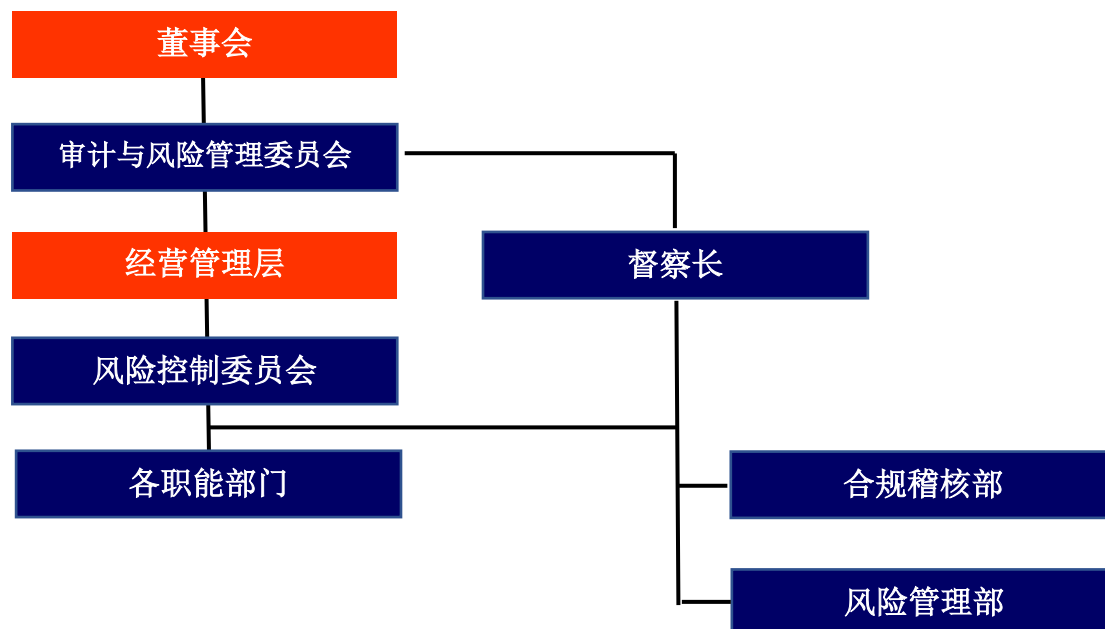 董事会
审计与风险管理委员会
经营管理层
督察长
风险控制委员会
各职能部门
合规稽核部
风险管理部